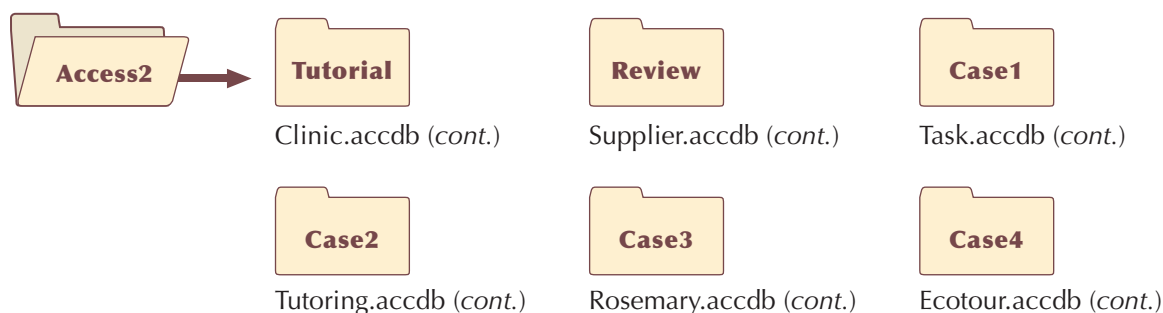 Access2
Tutorial
Review
Case1
Clinic.accdb (cont.)
Supplier.accdb (cont.)
Task.accdb (cont.)
Case2
Case3
Case4
Tutoring.accdb (cont.)
Rosemary.accdb (cont.)
Ecotour.accdb (cont.)